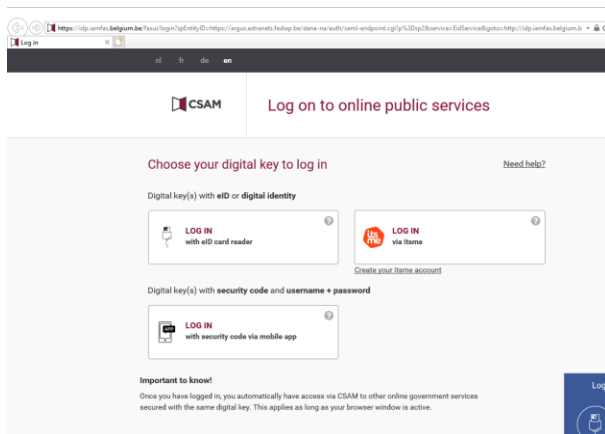 https://idp.iamfas.belgium.be/fasui/login?spEntityID=https://argus.extranets.fediap.be/dana-na/auth/saml-endpoint.cgi?p%3Dsp2&service=EidService&goto=http://idp.iamfas.belgium.b
Log in
nl fr de en
CSAM
Log on to online public services
Choose your digital key to log in
Need help?
Digital key(s) with eID or digital identity
LOG IN
with eID card reader
?
itsme
LOG IN
via itsme
?
Create your itsme account
Digital key(s) with security code and username + password
APP
LOG IN
with security code via mobile app
?
Important to know!
Once you have logged in, you automatically have access via CSAM to other online government services
secured with the same digital key. This applies as long as your browser window is active.
Log